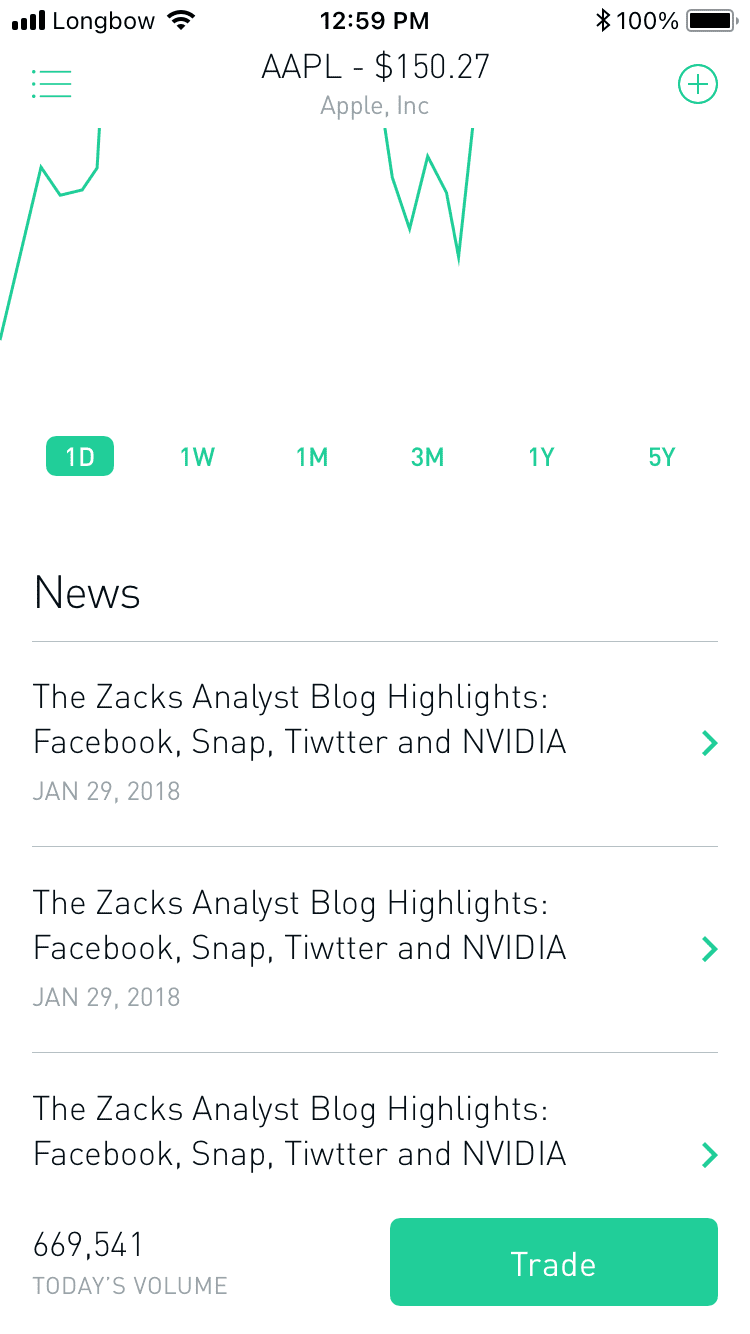 Longbow 12:59 PM 100%
AAPL - $150.27
Apple, Inc
1D 1W 1M 3M 1Y 5Y
News
The Zacks Analyst Blog Highlights:
Facebook, Snap, Tiwtter and NVIDIA
JAN 29, 2018
The Zacks Analyst Blog Highlights:
Facebook, Snap, Tiwtter and NVIDIA
JAN 29, 2018
The Zacks Analyst Blog Highlights:
Facebook, Snap, Tiwtter and NVIDIA
669,541
TODAY'S VOLUME
Trade